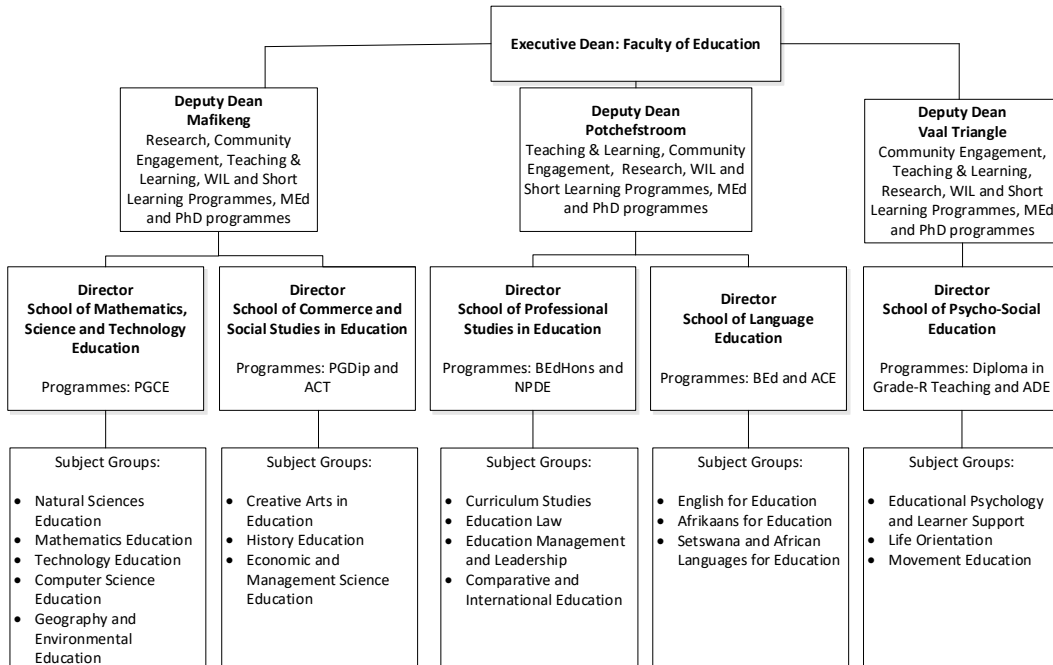 Executive Dean: Faculty of Education
Deputy Dean
Mafikeng
Research, Community
Engagement, Teaching &
Learning, WIL and Short
Learning Programmes, MEd
and PhD programmes
Deputy Dean
Potchefstroom
Teaching & Learning, Community
Engagement, Research, WIL and
Short Learning Programmes, MEd
and PhD programmes
Deputy Dean
Vaal Triangle
Community Engagement,
Teaching & Learning,
Research, WIL and Short
Learning Programmes, MEd
and PhD programmes
Director
School of Mathematics,
Science and Technology
Education
Programmes: PGCE
Director
School of Commerce and
Social Studies in Education
Programmes: PGDip and
ACT
Director
School of Professional
Studies in Education
Programmes: BEdHons and
NPDE
Director
School of Language
Education
Programmes: BEd and ACE
Director
School of Psycho-Social
Education
Programmes: Diploma in
Grade-R Teaching and ADE
Subject Groups:
• Natural Sciences
Education
• Mathematics Education
• Technology Education
• Computer Science
Education
• Geography and
Environmental
Education
Subject Groups:
• Creative Arts in
Education
• History Education
• Economic and
Management Science
Education
Subject Groups:
• Curriculum Studies
• Education Law
• Education Management
and Leadership
• Comparative and
International Education
Subject Groups:
• English for Education
• Afrikaans for Education
• Setswana and African
Languages for Education
Subject Groups:
• Educational Psychology
and Learner Support
• Life Orientation
• Movement Education